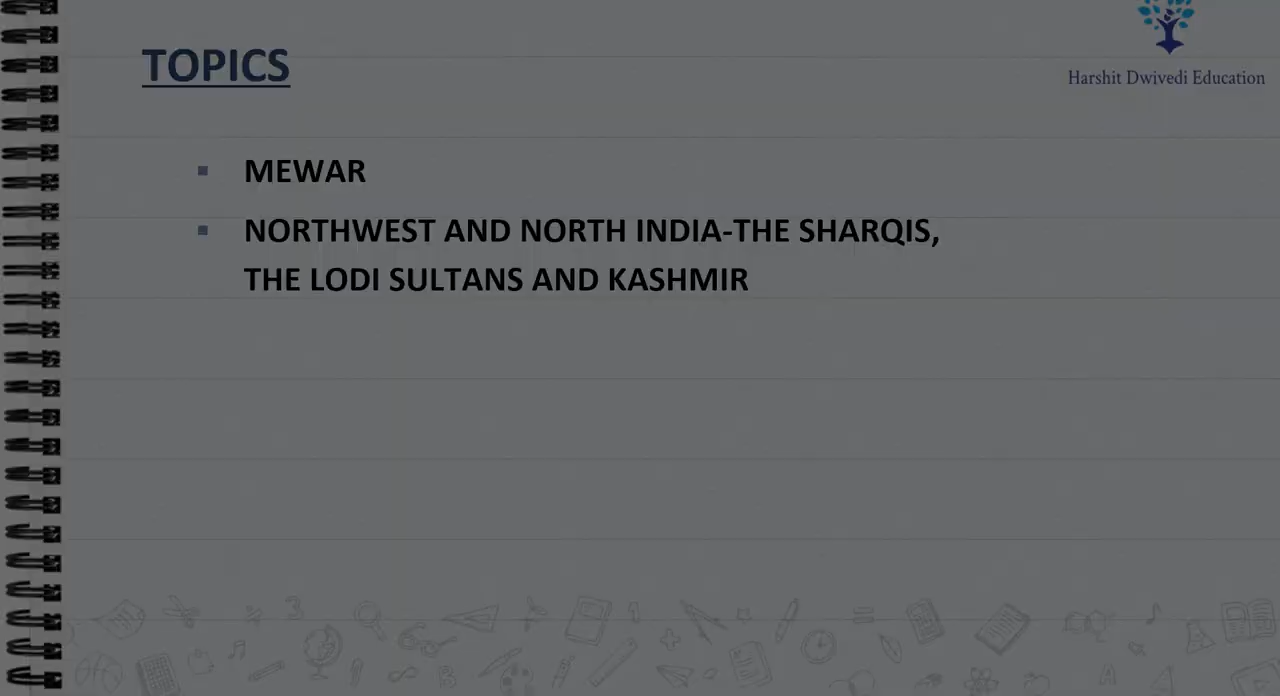 TOPICS
Harshit Dwivedi Education
▪ MEWAR
▪ NORTHWEST AND NORTH INDIA-THE SHARQIS,
THE LODI SULTANS AND KASHMIR